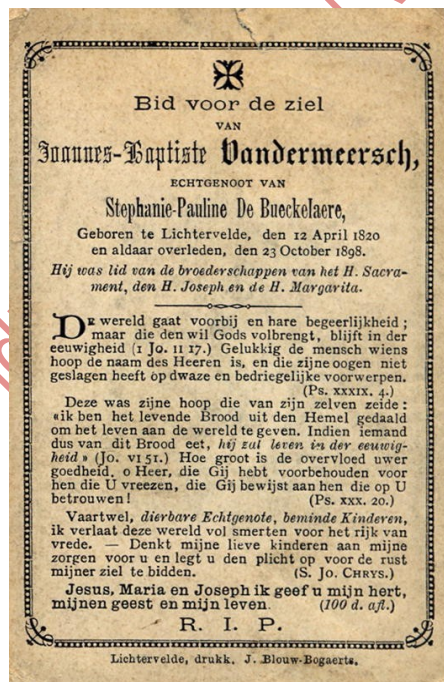 Bid voor de ziel
VAN
Joannes-Baptiste Vandermeersch,
ECHTGENOOT VAN
Stephanie-Pauline De Bueckelaere,
Geboren te Lichtervelde, den 12 April 1820
en aldaar overleden, den 23 October 1898.
Hij was lid van de broederschappen van het H. Sacra-
ment, den H. Joseph en de H. Margarita.
DE wereld gaat voorbij en hare begeerlijkheid ;
maar die den wil Gods volbrengt, blijft in der
eeuwigheid (1 Jo. 11 17.) Gelukkig de mensch wiens
hoop de naam des Heeren is, en die zijne oogen niet
geslagen heeft op dwaze en bedriegelijke voorwerpen.
(Ps. XXXIX. 4.)
Deze was zijne hoop die van zijn zelven zeide :
«ik ben het levende Brood uit den Hemel gedaald
om het leven aan de wereld te geven. Indien iemand
dus van dit Brood eet, hij zal leven in der eeuwig-
heid » (Jo. VI 51.) Hoe groot is de overvloed uwer
goedheid, o Heer, die Gij hebt voorbehouden voor
hen die U vreezen, die Gij bewijst aan hen die op U
betrouwen ! (Ps. XXX. 20.)
Vaartwel, dierbare Echtgenote, beminde Kinderen,
ik verlaat deze wereld vol smerten voor het rijk van
vrede. — Denkt mijne lieve kinderen aan mijne
zorgen voor u en legt u den plicht op voor de rust
mijner ziel te bidden. (S. Jo. CHRYS.)
Jesus, Maria en Joseph ik geef u mijn hert,
mijnen geest en mijn leven. (100 d. afl.)
R. I. P.
Lichtervelde, drukk. J. Blouw-Bogaerts.